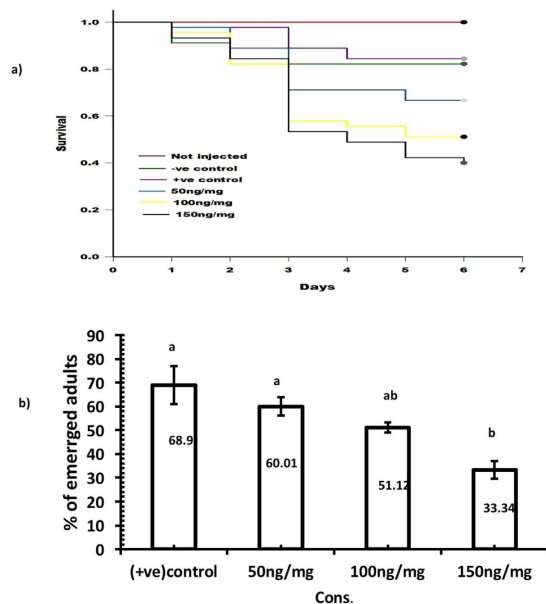 a)
Survival
1.0
0.8
0.6
0.4
0.2
0.0
Not injected
-ve control
+ve control
50ng/mg
100ng/mg
150ng/mg
0 1 2 3 4 5 6 7
Days
b)
% of emerrged adults
90
80
70
60
50
40
30
20
10
0
a
a
ab
b
68.9
60.01
51.12
33.34
(+ve)control 50ng/mg 100ng/mg 150ng/mg
Cons.